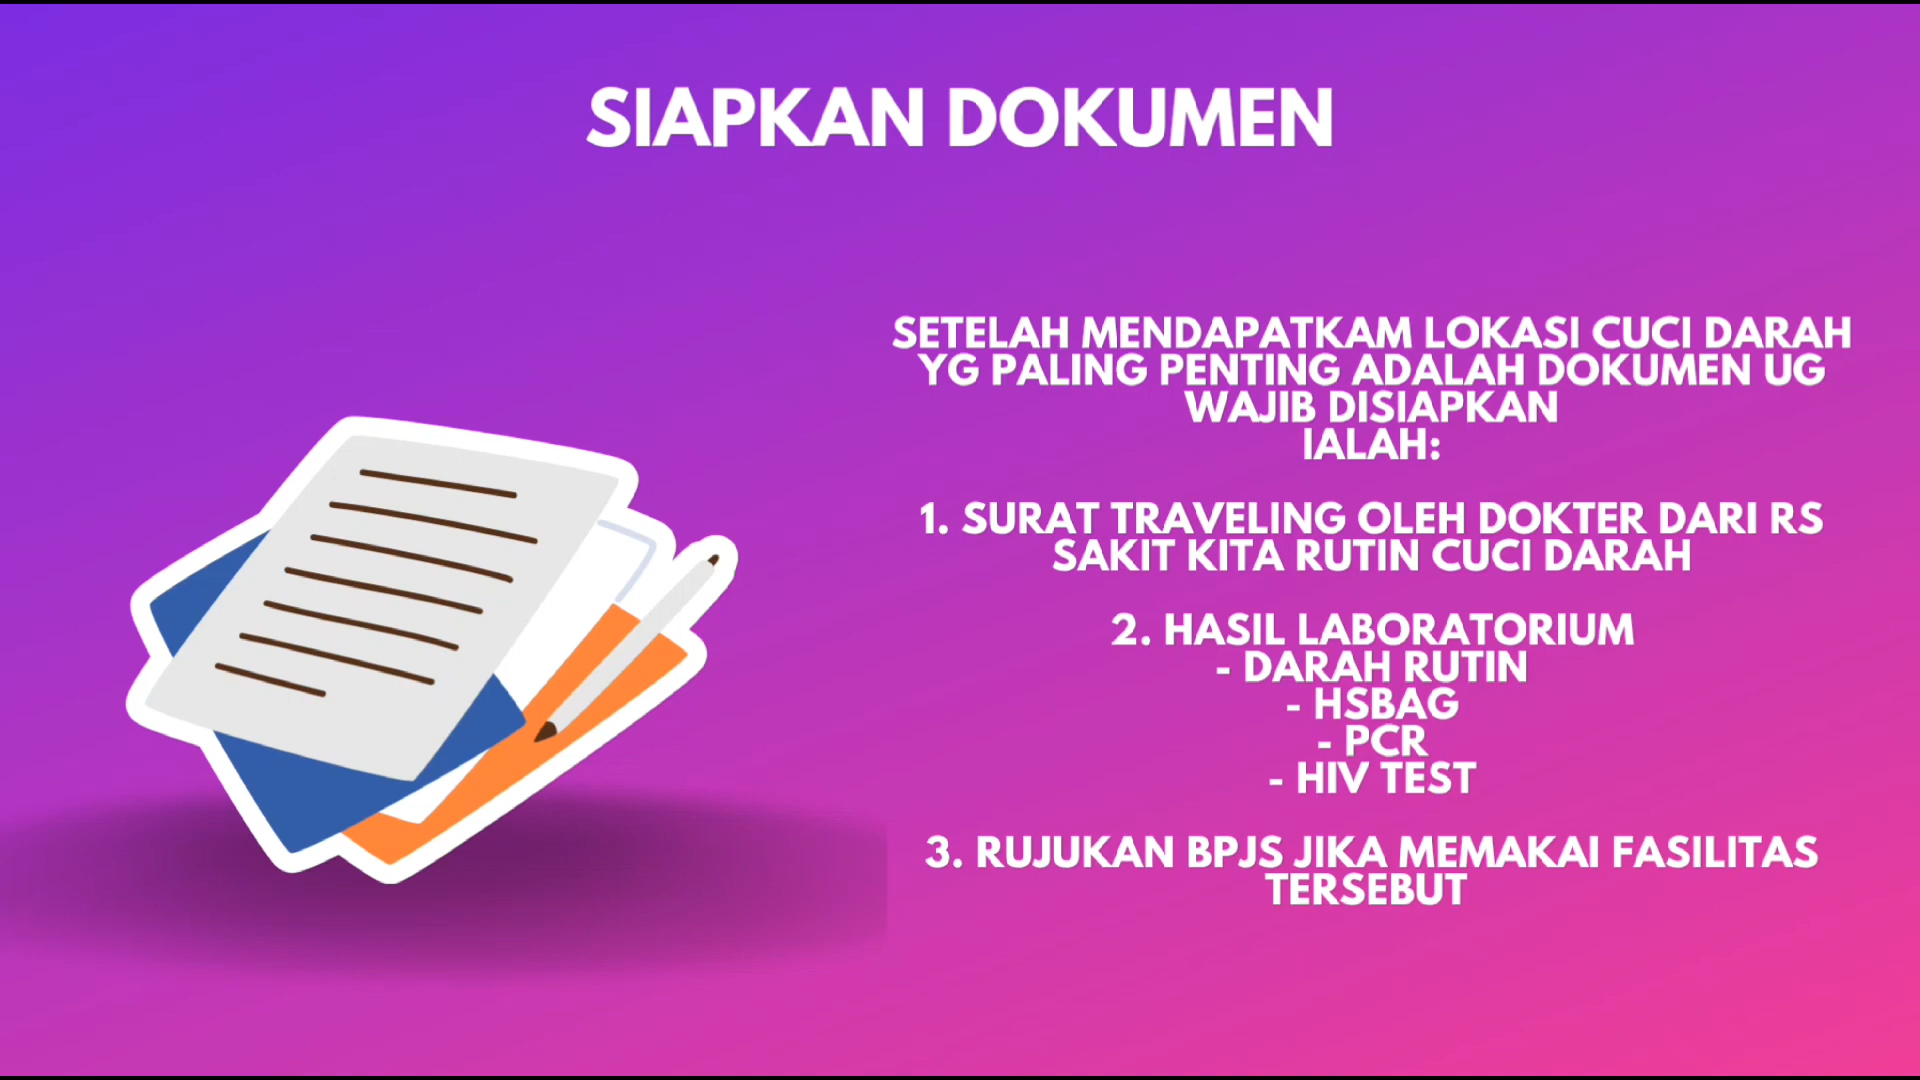 SIAPKAN DOKUMEN
SETELAH MENDAPATKAM LOKASI CUCI DARAH
YG PALING PENTING ADALAH DOKUMEN UG
WAJIB DISIAPKAN
IALAH:
1. SURAT TRAVELING OLEH DOKTER DARI RS
SAKIT KITA RUTIN CUCI DARAH
2. HASIL LABORATORIUM
- DARAH RUTIN
- HSBAG
- PCR
- HIV TEST
3. RUJUKAN BPJS JIKA MEMAKAI FASILITAS
TERSEBUT